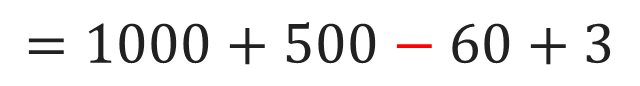 = 1000 + 500 − 60 + 3